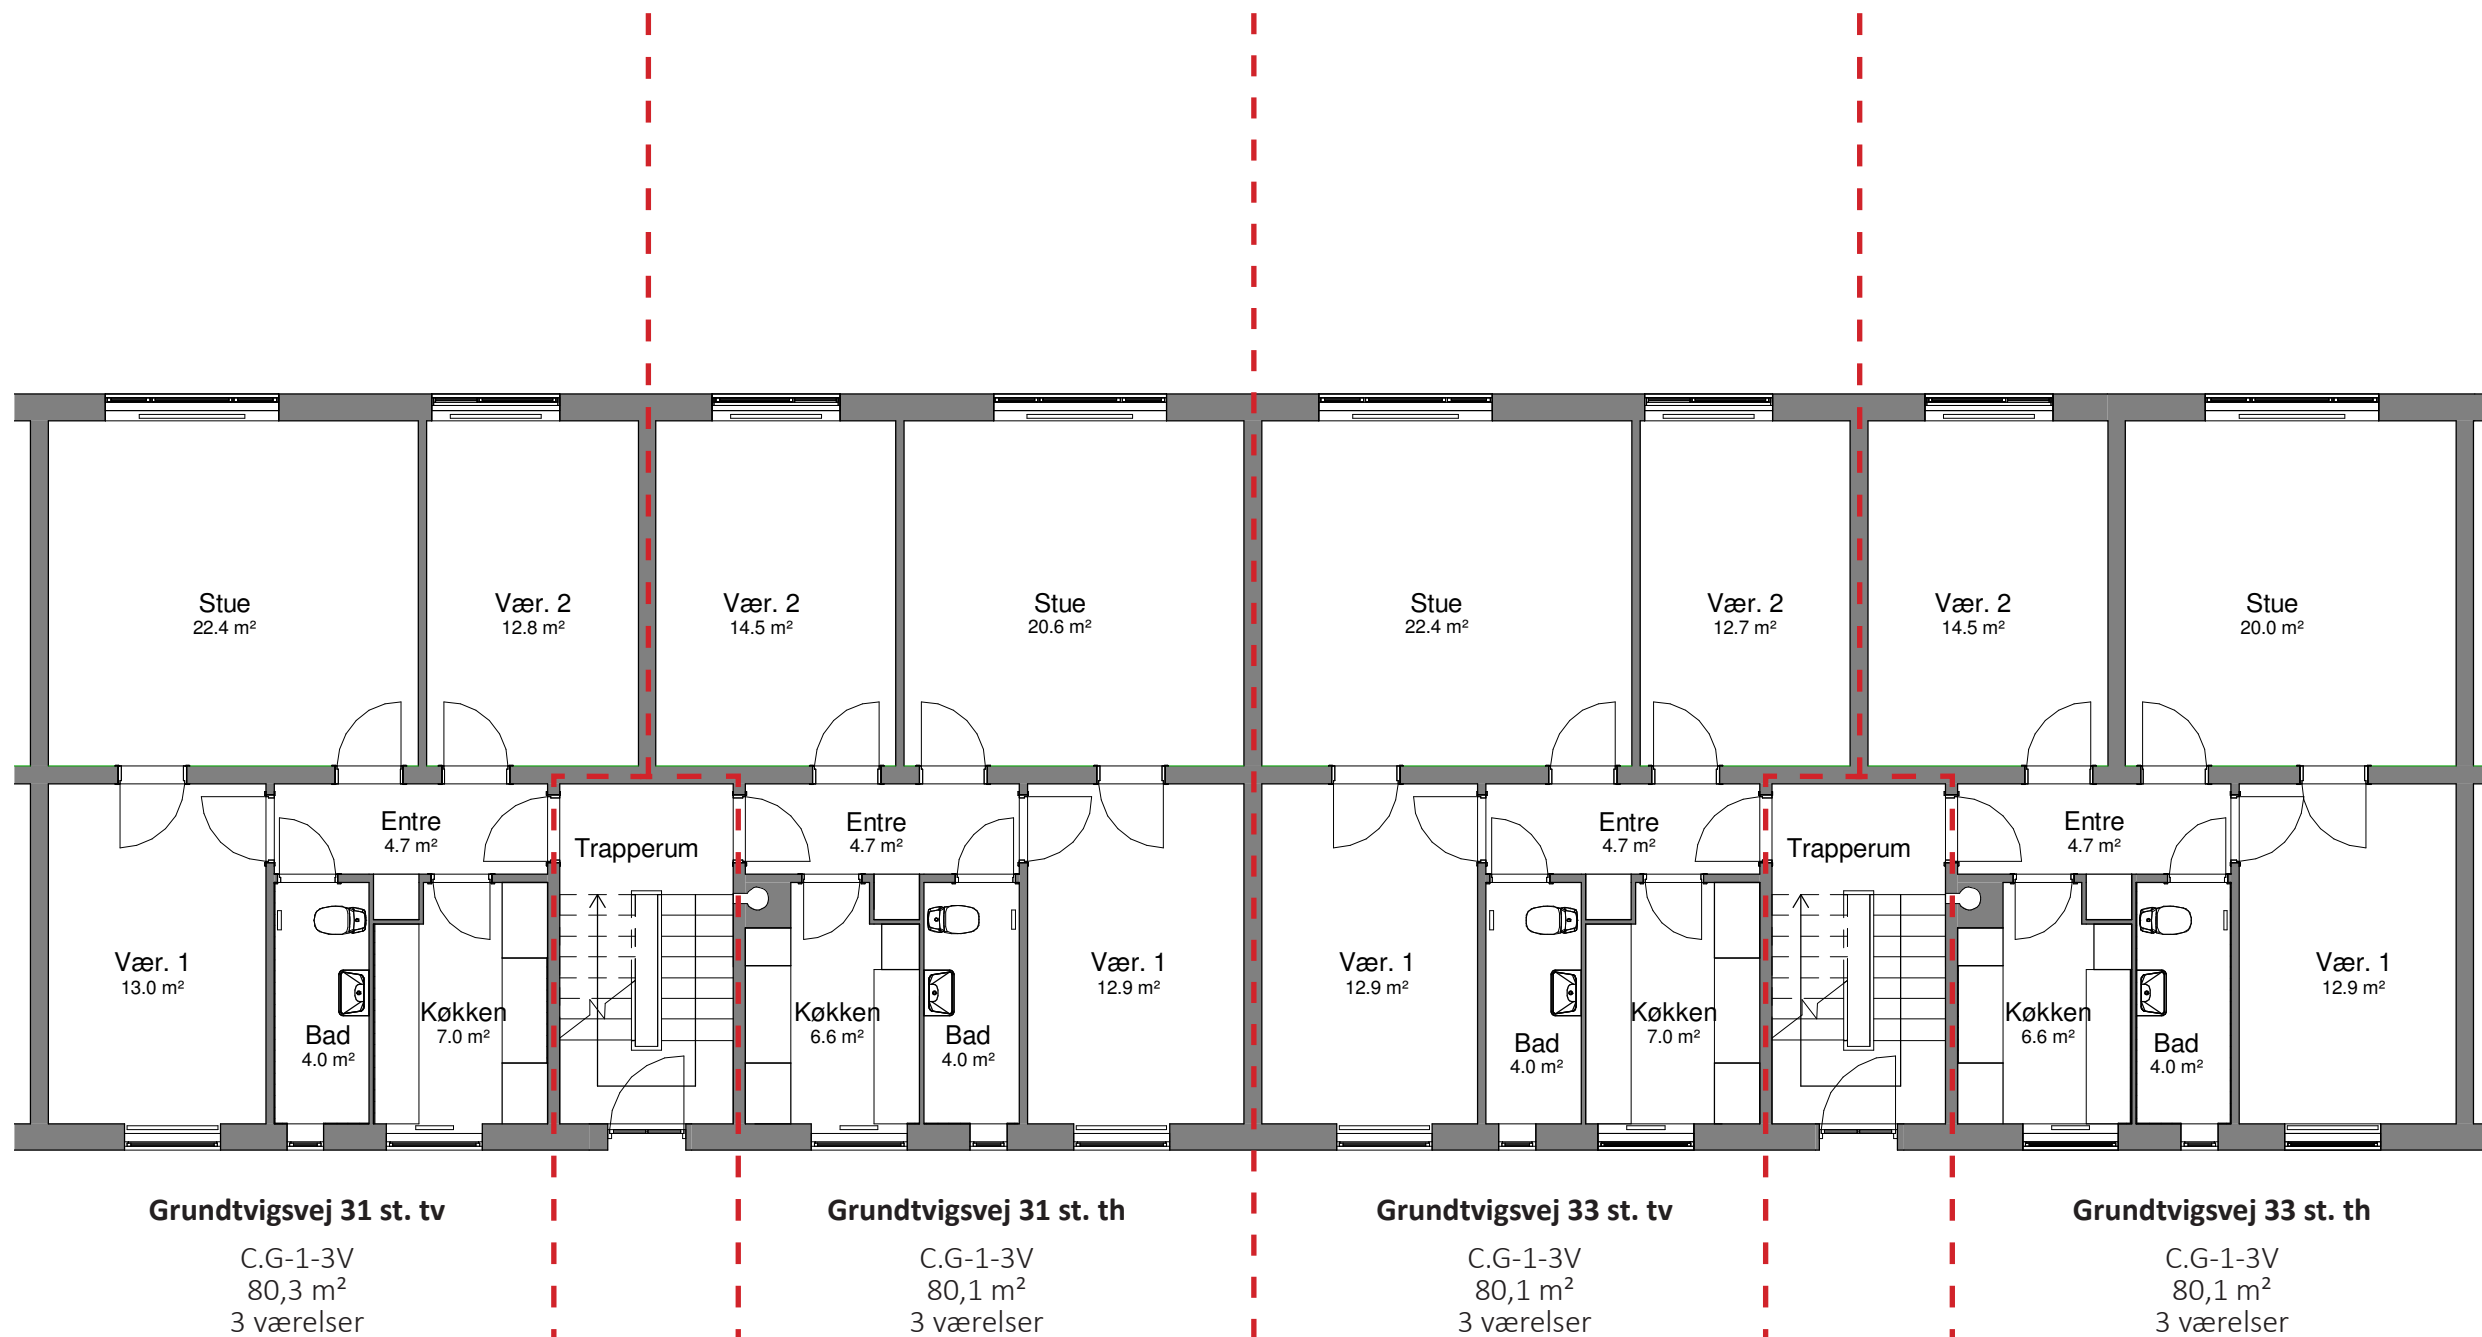 Stue
22.4 m²
Vær. 2
12.8 m²
Vær. 2
14.5 m²
Stue
20.6 m²
Stue
22.4 m²
Vær. 2
12.7 m²
Vær. 2
14.5 m²
Stue
20.0 m²
Entre
4.7 m²
Trapperum
Entre
4.7 m²
Entre
4.7 m²
Trapperum
Entre
4.7 m²
Vær. 1
13.0 m²
Bad
4.0 m²
Køkken
7.0 m²
Køkken
6.6 m²
Bad
4.0 m²
Vær. 1
12.9 m²
Vær. 1
12.9 m²
Bad
4.0 m²
Køkken
7.0 m²
Køkken
6.6 m²
Bad
4.0 m²
Vær. 1
12.9 m²
Grundtvigsvej 31 st. tv
C.G-1-3V
80,3 m²
3 værelser
Grundtvigsvej 31 st. th
C.G-1-3V
80,1 m²
3 værelser
Grundtvigsvej 33 st. tv
C.G-1-3V
80,1 m²
3 værelser
Grundtvigsvej 33 st. th
C.G-1-3V
80,1 m²
3 værelser